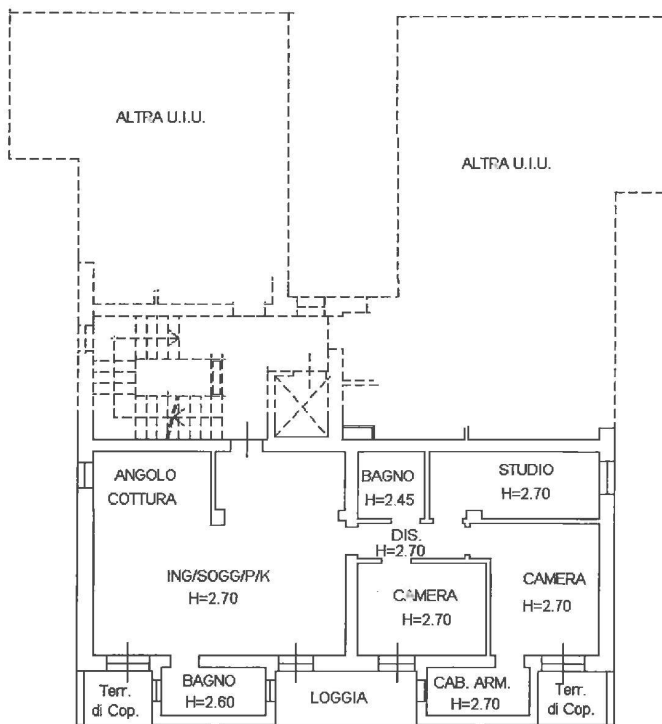 ALTRA U.I.U.
ALTRA U.I.U.
ANGOLO
COTTURA
BAGNO
H=2.45
STUDIO
H=2.70
DIS.
H=2.70
ING/SOGG/P/K
H=2.70
CAMERA
H=2.70
CAMERA
H=2.70
Terr.
di Cop.
BAGNO
H=2.60
LOGGIA
CAB. ARM.
H=2.70
Terr.
di Cop.